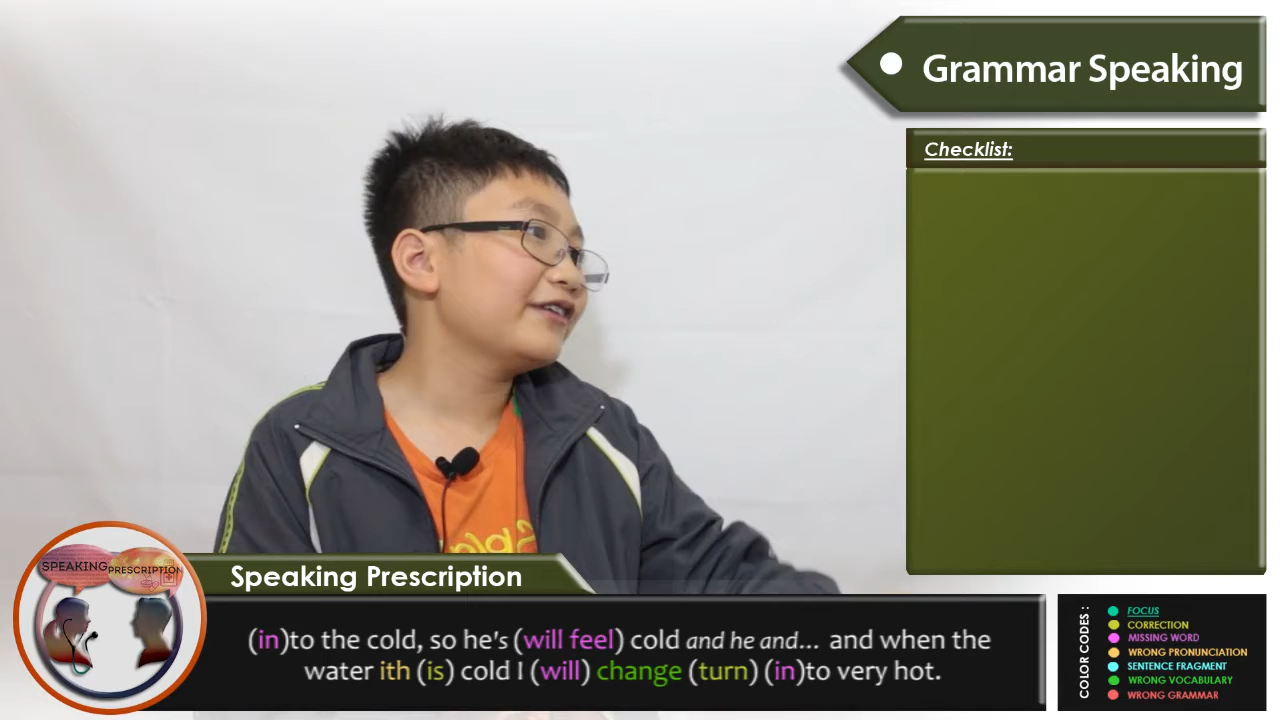 Grammar Speaking
Checklist:
SPEAKING
PRESCRIPTION
Speaking Prescription
(in)to the cold, so he's (will feel) cold and he and... and when the
water ith (is) cold I (will) change (turn) (in)to very hot.
COLOR CODES :
FOCUS
CORRECTION
MISSING WORD
WRONG PRONUNCIATION
SENTENCE FRAGMENT
WRONG VOCABULARY
WRONG GRAMMAR